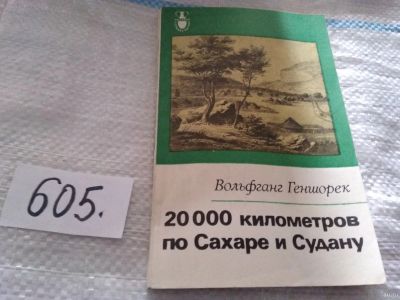 Вольфганг Геншорек
20 000 километров
по Сахаре и Судану
605.